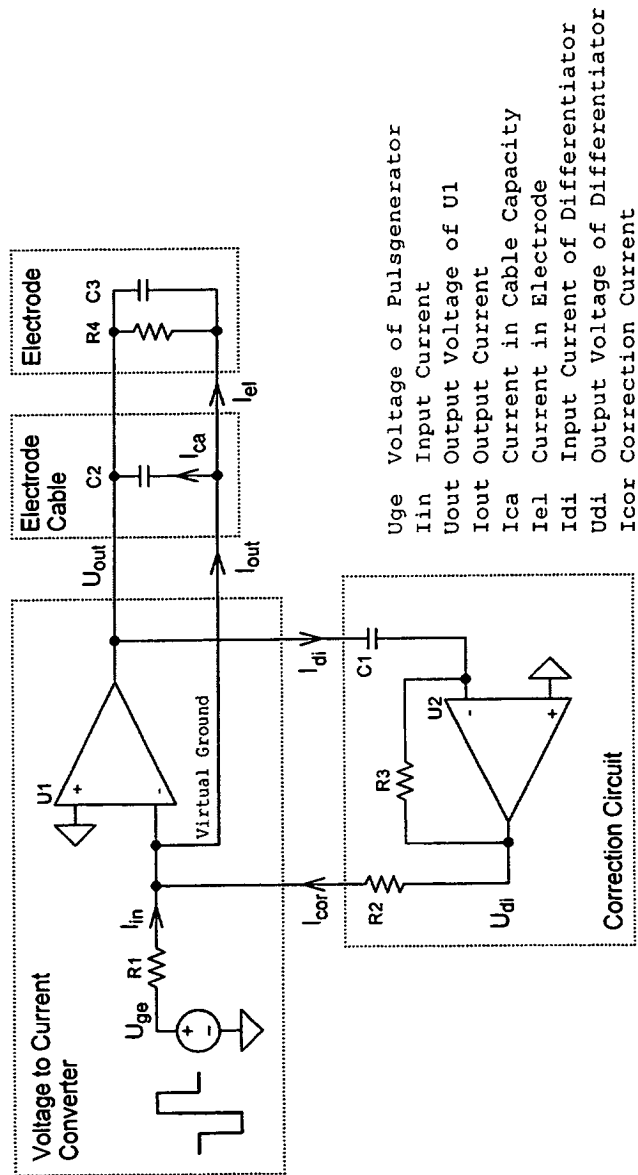 Voltage to Current
Converter
Uge
+
-
R1
Iin
U1
+
-
Virtual Ground
Uout
Iout
Electrode
Cable
C2
Ica
Iel
Electrode
R4
C3
Icor
R2
Udi
R3
U2
-
+
Idi
C1
Correction Circuit
Uge Voltage of Pulsgenerator
Iin Input Current
Uout Output Voltage of U1
Iout Output Current
Ica Current in Cable Capacity
Iel Current in Electrode
Idi Input Current of Differentiator
Udi Output Voltage of Differentiator
Icor Correction Current